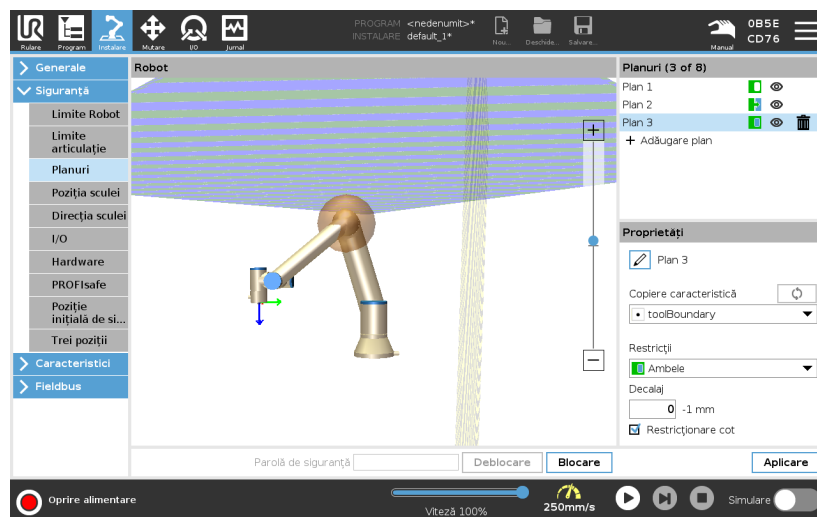 PROGRAM <nedenumit>*
INSTALARE default_1*
Rulare
Program
Instalare
Mutare
I/O
Jurnal
Nou...
Deschide...
Salvare...
Manual
0B5E
CD76
Generale
Siguranță
Limite Robot
Limite
articulație
Planuri
Poziția sculei
Direcția sculei
I/O
Hardware
PROFIsafe
Poziție
inițială de si...
Trei poziții
Caracteristici
Fieldbus
Robot
Planuri (3 of 8)
Plan 1
Plan 2
Plan 3
+ Adăugare plan
Proprietăți
Plan 3
Copiere caracteristică
toolBoundary
Restricții
Ambele
Decalaj
0 -1 mm
Restricționare cot
Parolă de siguranță
Deblocare
Blocare
Aplicare
Oprire alimentare
Viteză 100%
250mm/s
Simulare